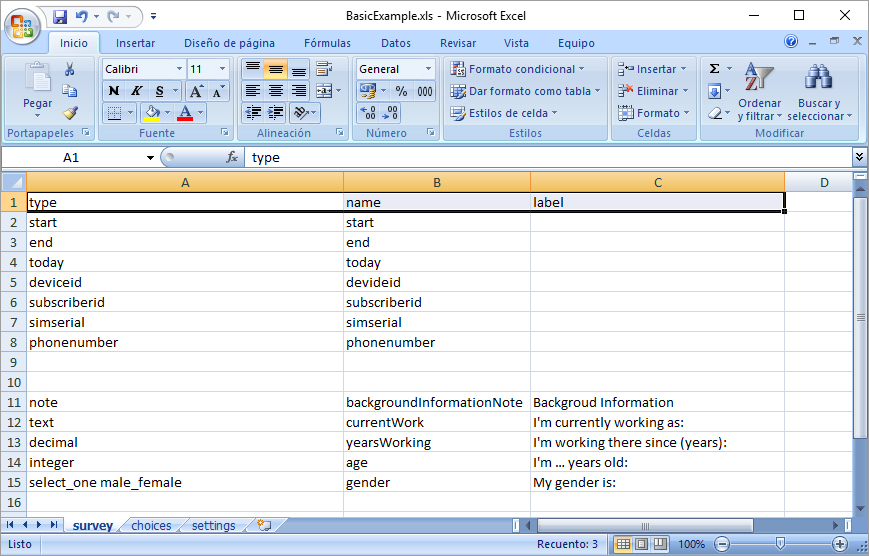 BasicExample.xls - Microsoft Excel
Inicio Insertar Diseño de página Fórmulas Datos Revisar Vista Equipo
Calibri 11 General Formato condicional Insertar Σ
Pegar N K S A A % 000 Dar formato como tabla Eliminar Ordenar y filtrar Buscar y seleccionar
A Estilos de celda Formato
Portapapeles Fuente Alineación Número Estilos Celdas Modificar
A1 fx type
A B C D
1 type name label
2 start start
3 end end
4 today today
5 deviceid devideid
6 subscriberid subscriberid
7 simserial simserial
8 phonenumber phonenumber
9
10
11 note backgroundInformationNote Backgroud Information
12 text currentWork I'm currently working as:
13 decimal yearsWorking I'm working there since (years):
14 integer age I'm ... years old:
15 select_one male_female gender My gender is:
16
survey choices settings
Listo Recuento: 3 100%